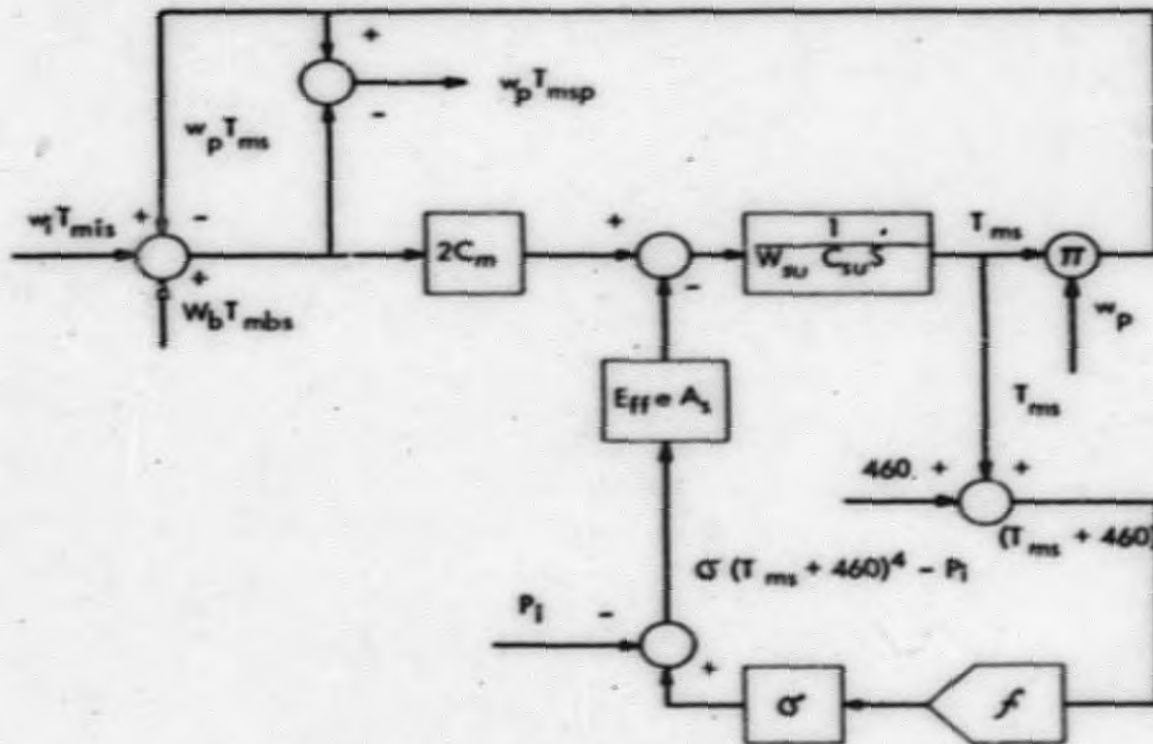 +
w_p T_msp
-
w_p T_ms
w_i T_mis + -
+
W_b T_mbs
2C_m
+
-
1
W_su C_su S
T_ms
π
w_p
E_ff e A_s
T_ms
460. + +
(T_ms + 460)
σ (T_ms + 460)^4 - P_i
P_i -
+
σ
f